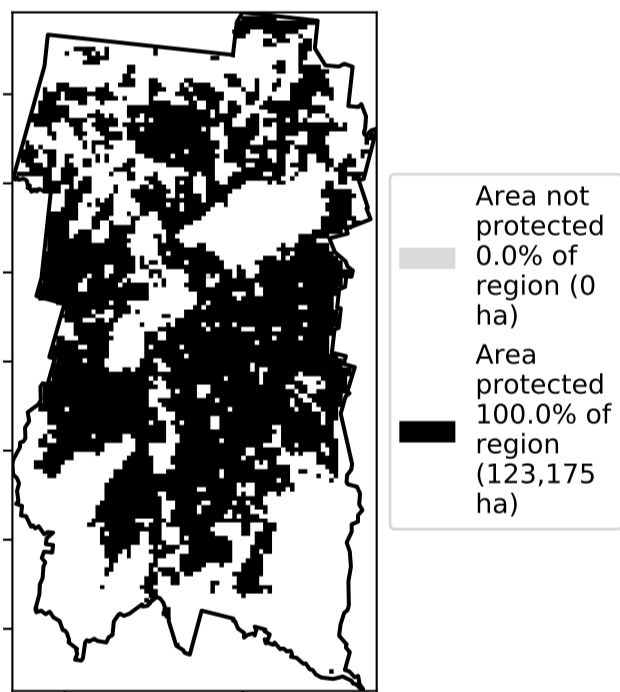 Area not
protected
0.0% of
region (0
ha)
Area
protected
100.0% of
region
(123,175
ha)